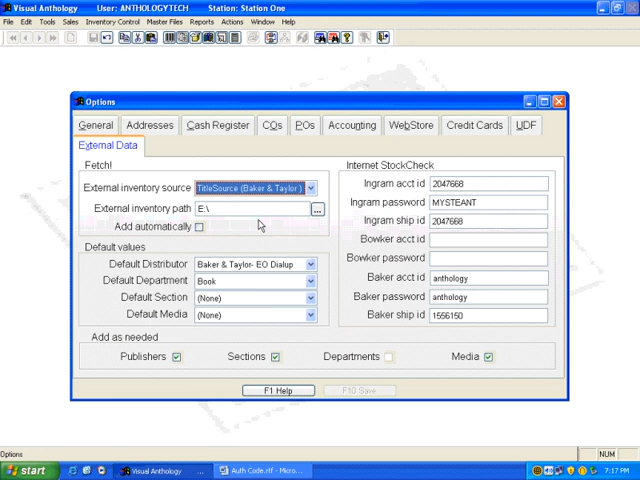 Visual Anthology User: ANTHOLOGYTECH Station: Station One
File Edit Tools Sales Inventory Control Master Files Reports Actions Window Help
Options
General Addresses Cash Register COs POs Accounting WebStore Credit Cards UDF
External Data
Fetch!
External inventory source TitleSource (Baker & Taylor )
External inventory path E:\ ...
Add automatically
Default values
Default Distributor Baker & Taylor- EO Dialup
Default Department Book
Default Section (None)
Default Media (None)
Internet StockCheck
Ingram acct id 2047668
Ingram password MYSTEANT
Ingram ship id 2047668
Bowker acct id
Bowker password
Baker acct id anthology
Baker password anthology
Baker ship id 1556150
Add as needed
Publishers Sections Departments Media
F1 Help F10 Save
Options NUM
start Visual Anthology ... Auth Code.rtf - Micro... 7:17 PM